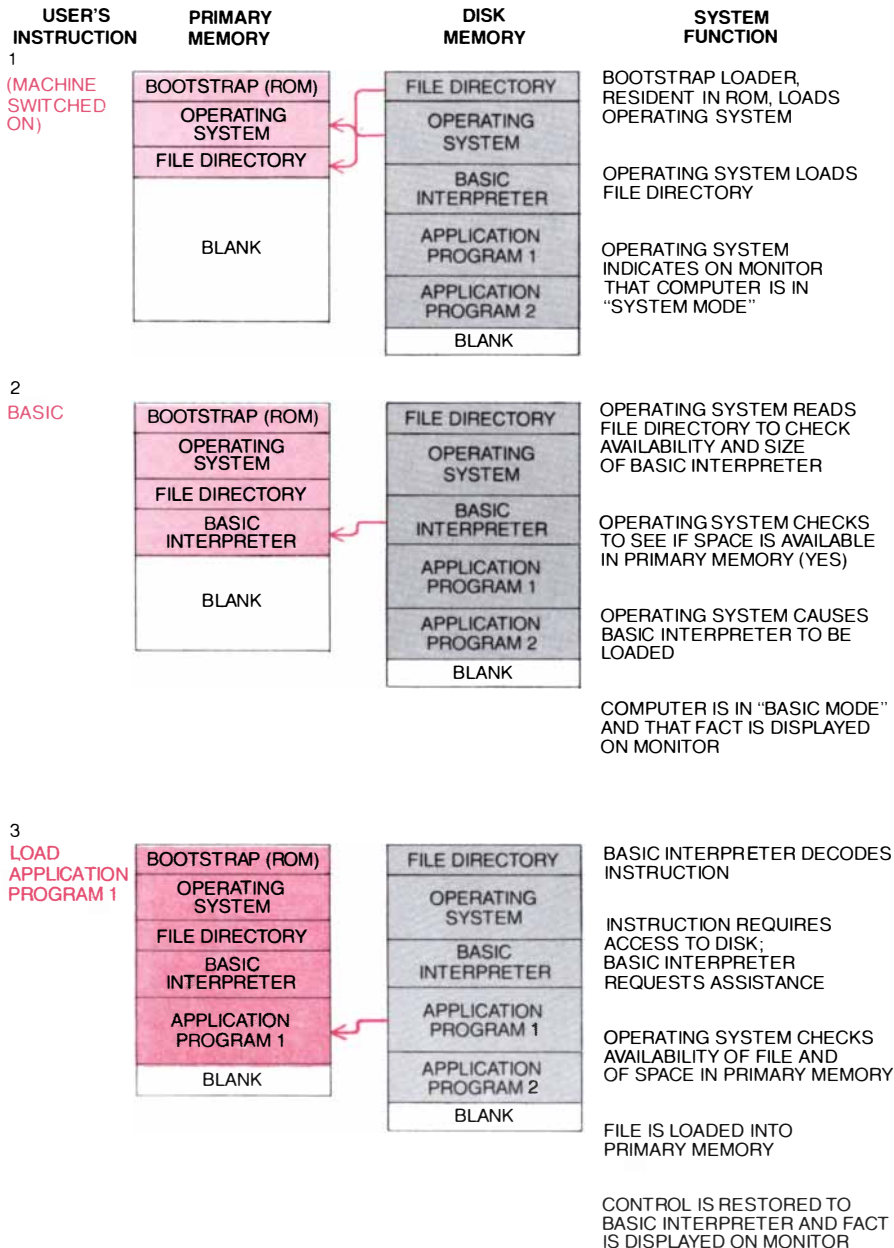 USER'S
INSTRUCTION
PRIMARY
MEMORY
DISK
MEMORY
SYSTEM
FUNCTION
1
(MACHINE
SWITCHED
ON)
BOOTSTRAP (ROM)
OPERATING
SYSTEM
FILE DIRECTORY
BLANK
FILE DIRECTORY
OPERATING
SYSTEM
BASIC
INTERPRETER
APPLICATION
PROGRAM 1
APPLICATION
PROGRAM 2
BLANK
BOOTSTRAP LOADER,
RESIDENT IN ROM, LOADS
OPERATING SYSTEM
OPERATING SYSTEM LOADS
FILE DIRECTORY
OPERATING SYSTEM
INDICATES ON MONITOR
THAT COMPUTER IS IN
“SYSTEM MODE”
2
BASIC
BOOTSTRAP (ROM)
OPERATING
SYSTEM
FILE DIRECTORY
BASIC
INTERPRETER
BLANK
FILE DIRECTORY
OPERATING
SYSTEM
BASIC
INTERPRETER
APPLICATION
PROGRAM 1
APPLICATION
PROGRAM 2
BLANK
OPERATING SYSTEM READS
FILE DIRECTORY TO CHECK
AVAILABILITY AND SIZE
OF BASIC INTERPRETER
OPERATING SYSTEM CHECKS
TO SEE IF SPACE IS AVAILABLE
IN PRIMARY MEMORY (YES)
OPERATING SYSTEM CAUSES
BASIC INTERPRETER TO BE
LOADED
COMPUTER IS IN “BASIC MODE”
AND THAT FACT IS DISPLAYED
ON MONITOR
3
LOAD
APPLICATION
PROGRAM 1
BOOTSTRAP (ROM)
OPERATING
SYSTEM
FILE DIRECTORY
BASIC
INTERPRETER
APPLICATION
PROGRAM 1
BLANK
FILE DIRECTORY
OPERATING
SYSTEM
BASIC
INTERPRETER
APPLICATION
PROGRAM 1
APPLICATION
PROGRAM 2
BLANK
BASIC INTERPRETER DECODES
INSTRUCTION
INSTRUCTION REQUIRES
ACCESS TO DISK;
BASIC INTERPRETER
REQUESTS ASSISTANCE
OPERATING SYSTEM CHECKS
AVAILABILITY OF FILE AND
OF SPACE IN PRIMARY MEMORY
FILE IS LOADED INTO
PRIMARY MEMORY
CONTROL IS RESTORED TO
BASIC INTERPRETER AND FACT
IS DISPLAYED ON MONITOR